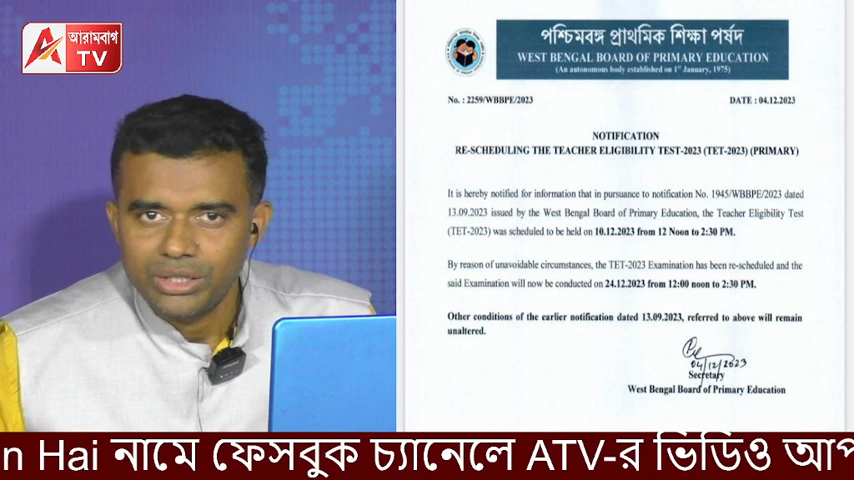 আরামবাগ
TV
পশ্চিমবঙ্গ প্রাথমিক শিক্ষা পর্ষদ
WEST BENGAL BOARD OF PRIMARY EDUCATION
(An autonomous body established on 1st January, 1975)
No. : 2259/WBBPE/2023 DATE : 04.12.2023
NOTIFICATION
RE-SCHEDULING THE TEACHER ELIGIBILITY TEST-2023 (TET-2023) (PRIMARY)
It is hereby notified for information that in pursuance to notification No. 1945/WBBPE/2023 dated
13.09.2023 issued by the West Bengal Board of Primary Education, the Teacher Eligibility Test
(TET-2023) was scheduled to be held on 10.12.2023 from 12 Noon to 2:30 PM.
By reason of unavoidable circumstances, the TET-2023 Examination has been re-scheduled and the
said Examination will now be conducted on 24.12.2023 from 12:00 noon to 2:30 PM.
Other conditions of the earlier notification dated 13.09.2023, referred to above will remain
unaltered.
04/12/2023
Secretary
West Bengal Board of Primary Education
n Hai নামে ফেসবুক চ্যানেলে ATV-র ভিডিও আপ